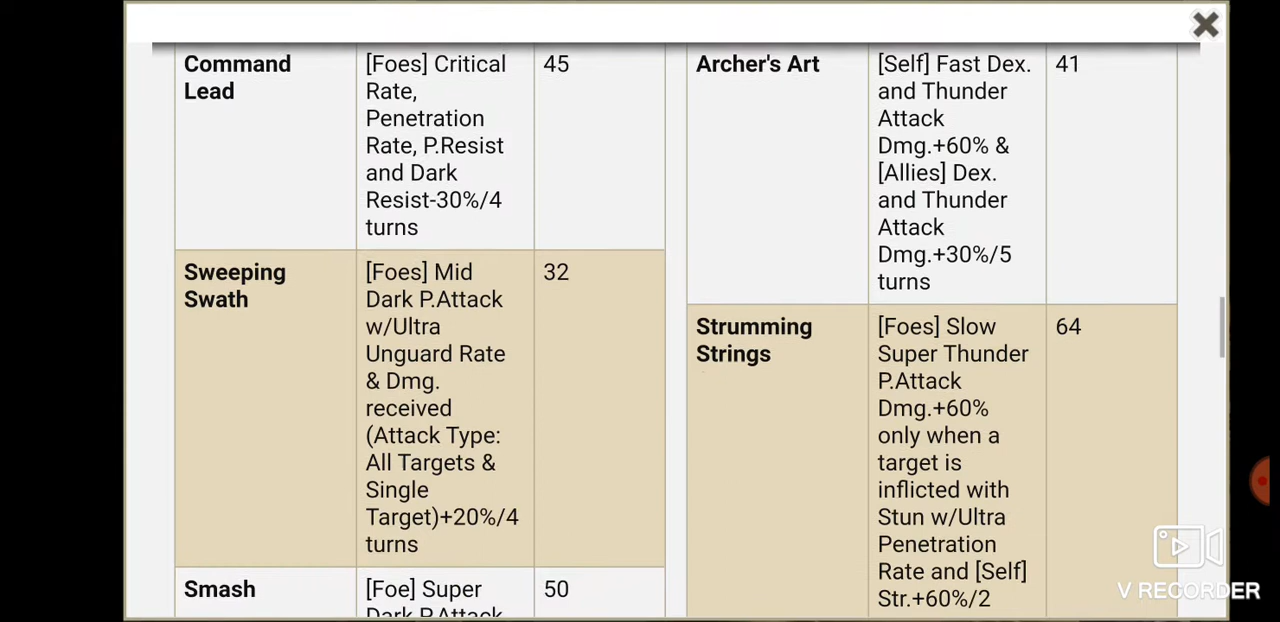 Command
Lead
[Foes] Critical
Rate,
Penetration
Rate, P.Resist
and Dark
Resist-30%/4
turns
45
Sweeping
Swath
[Foes] Mid
Dark P.Attack
w/Ultra
Unguard Rate
& Dmg.
received
(Attack Type:
All Targets &
Single
Target)+20%/4
turns
32
Smash
[Foe] Super
Dark P.Attack
50
Archer's Art
[Self] Fast Dex.
and Thunder
Attack
Dmg.+60% &
[Allies] Dex.
and Thunder
Attack
Dmg.+30%/5
turns
41
Strumming
Strings
[Foes] Slow
Super Thunder
P.Attack
Dmg.+60%
only when a
target is
inflicted with
Stun w/Ultra
Penetration
Rate and [Self]
Str.+60%/2
64
V RECORDER